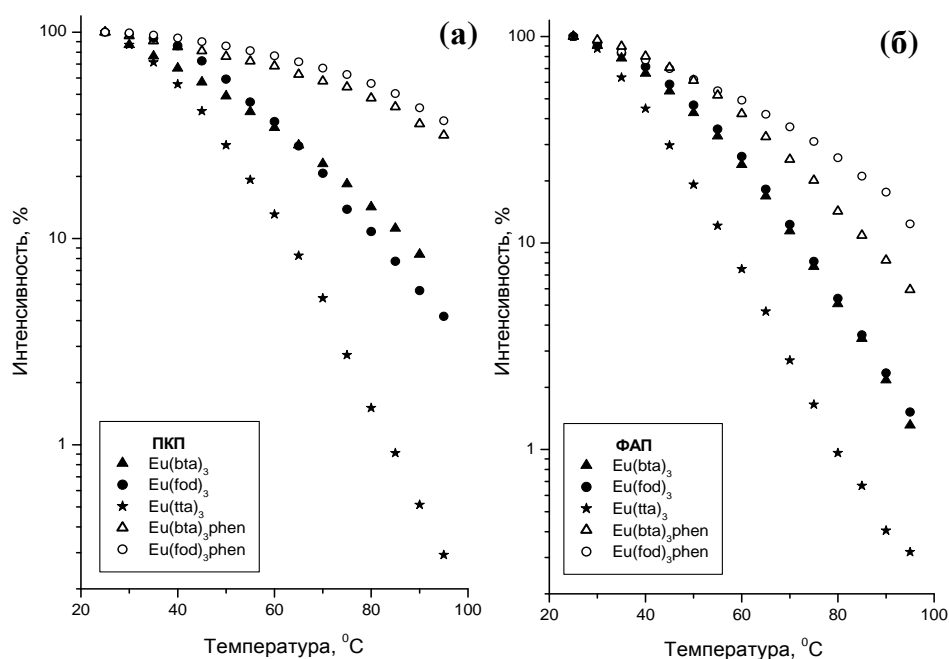 (а)
Интенсивность, %
100
10
1
ПКП
Eu(bta)3
Eu(fod)3
Eu(tta)3
Eu(bta)3phen
Eu(fod)3phen
20 40 60 80 100
Температура, 0C
(б)
Интенсивность, %
100
10
1
ФАП
Eu(bta)3
Eu(fod)3
Eu(tta)3
Eu(bta)3phen
Eu(fod)3phen
20 40 60 80 100
Температура, 0C